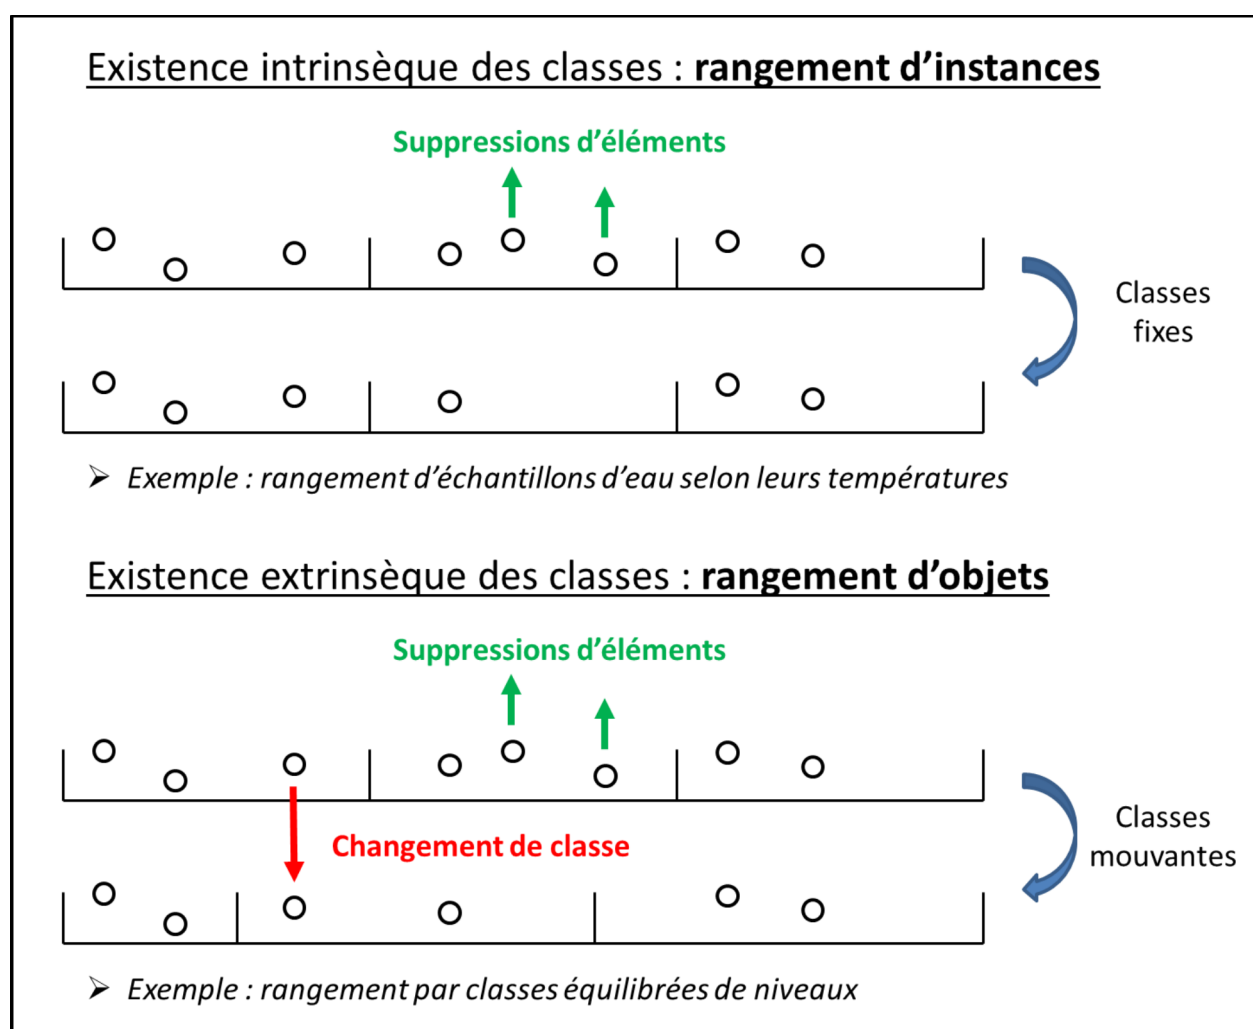 Existence intrinsèque des classes : rangement d’instances
Suppressions d’éléments
Classes
fixes
➢ Exemple : rangement d’échantillons d’eau selon leurs températures
Existence extrinsèque des classes : rangement d’objets
Suppressions d’éléments
Changement de classe
Classes
mouvantes
➢ Exemple : rangement par classes équilibrées de niveaux